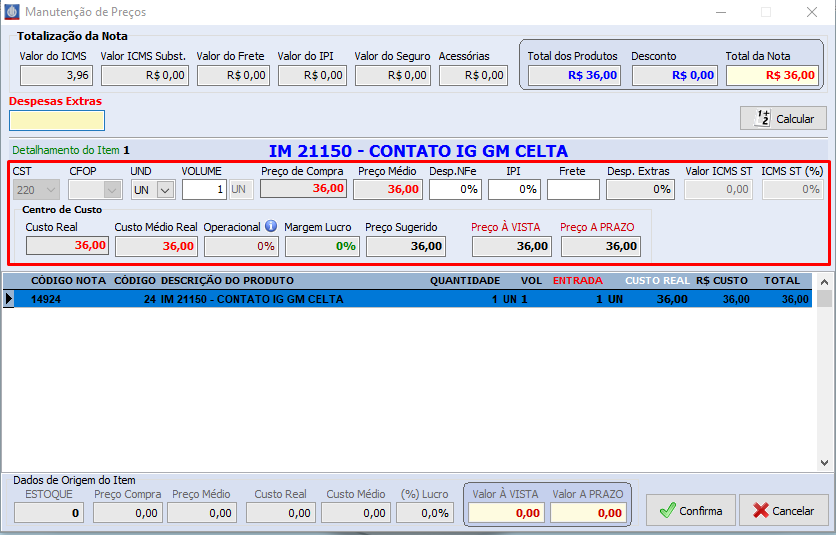 Manutenção de Preços
Totalização da Nota
Valor do ICMS Valor ICMS Subst. Valor do Frete Valor do IPI Valor do Seguro Acessórias Total dos Produtos Desconto Total da Nota
3,96 R$ 0,00 R$ 0,00 R$ 0,00 R$ 0,00 R$ 0,00 R$ 36,00 R$ 0,00 R$ 36,00
Despesas Extras
Calcular
Detalhamento do Item 1 IM 21150 - CONTATO IG GM CELTA
CST CFOP UND VOLUME Preço de Compra Preço Médio Desp.NFe IPI Frete Desp. Extras Valor ICMS ST ICMS ST (%)
220 UN 1 UN 36,00 36,00 0% 0% 0% 0,00 0%
Centro de Custo
Custo Real Custo Médio Real Operacional Margem Lucro Preço Sugerido Preço À VISTA Preço A PRAZO
36,00 36,00 0% 0% 36,00 36,00 36,00
CÓDIGO NOTA CÓDIGO DESCRIÇÃO DO PRODUTO QUANTIDADE VOL ENTRADA CUSTO REAL R$ CUSTO TOTAL
14924 24 IM 21150 - CONTATO IG GM CELTA 1 UN 1 1 UN 36,00 36,00 36,00
Dados de Origem do Item
ESTOQUE Preço Compra Preço Médio Custo Real Custo Médio (%) Lucro Valor À VISTA Valor A PRAZO
0 0,00 0,00 0,00 0,00 0,0% 0,00 0,00
Confirma Cancelar